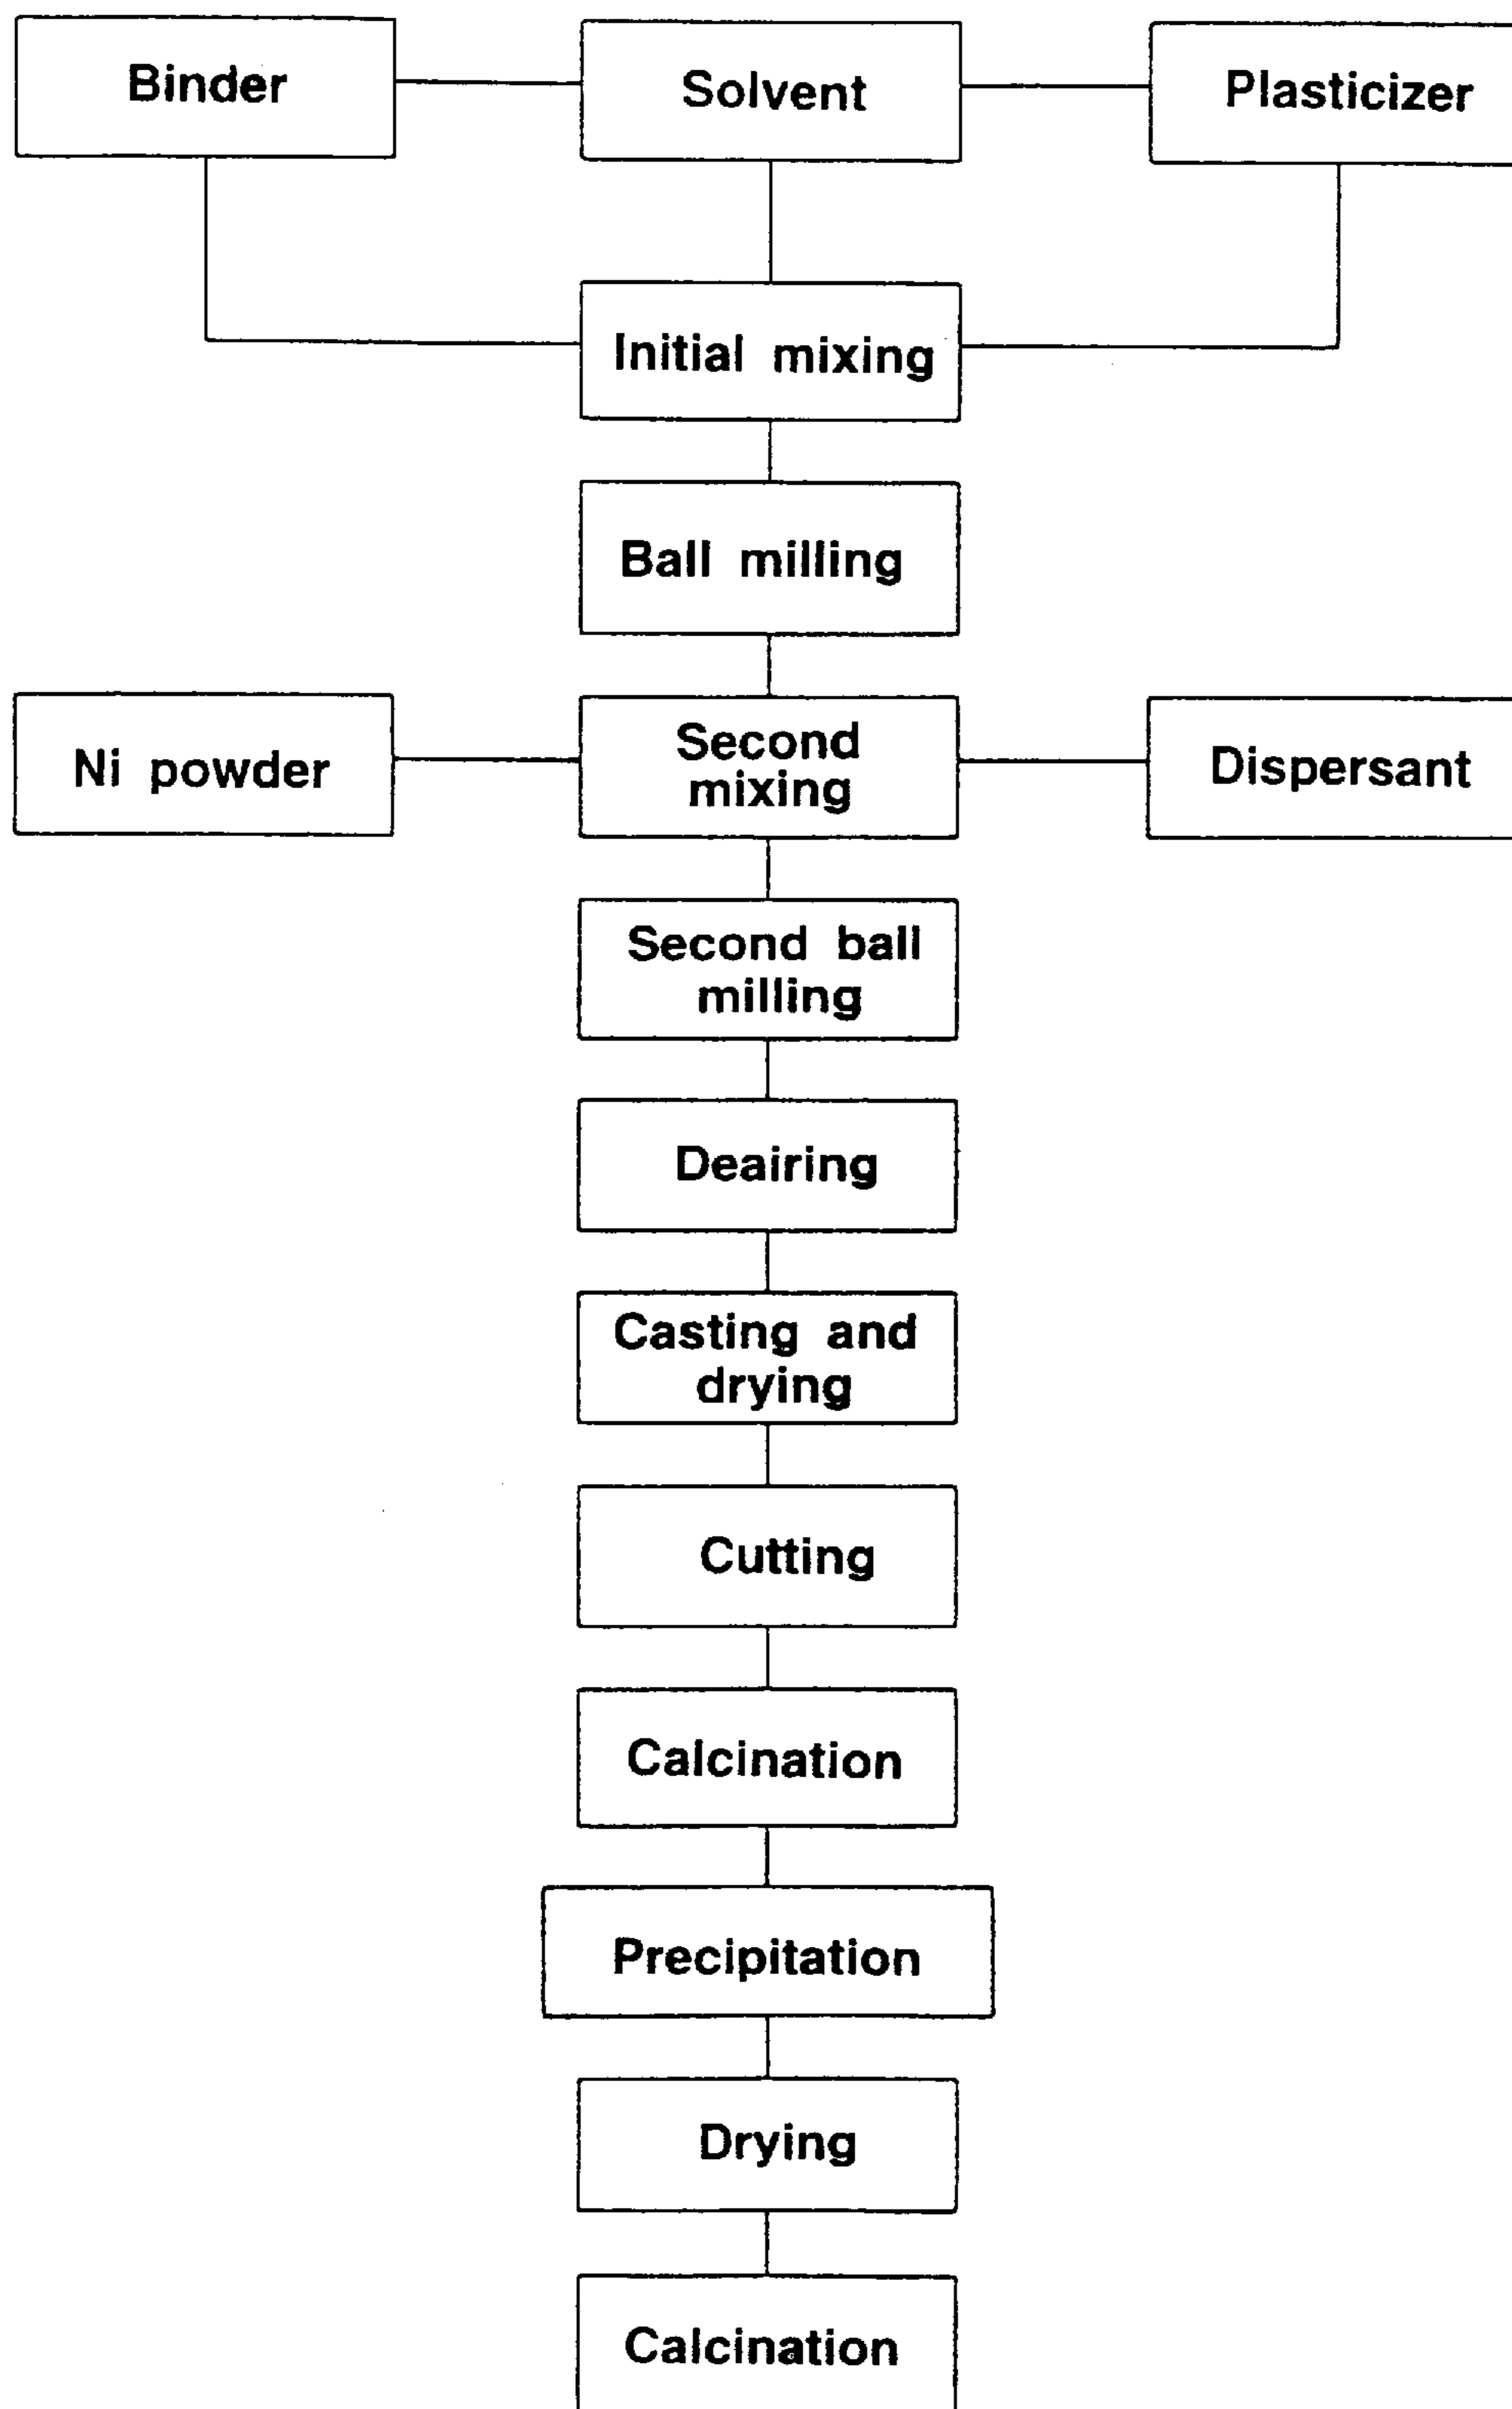 Binder
Solvent
Plasticizer
Initial mixing
Ball milling
Ni powder
Second
mixing
Dispersant
Second ball
milling
Deairing
Casting and
drying
Cutting
Calcination
Precipitation
Drying
Calcination